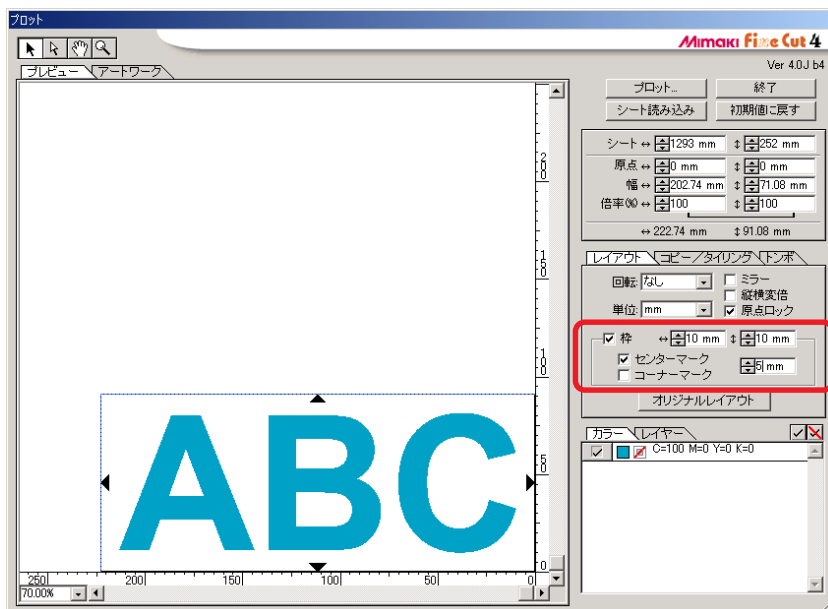 プロット
MIMAKI Fine Cut 4
Ver 4.0J b4
プレビュー アートワーク
プロット... 終了
シート読み込み 初期値に戻す
シート ↔ 1293 mm ↕ 252 mm
原点 ↔ 0 mm ↕ 0 mm
幅 ↔ 202.74 mm ↕ 71.08 mm
倍率(%) ↔ 100 ↕ 100
↔ 222.74 mm ↕ 91.08 mm
レイアウト コピー/タイリング トンボ
回転: なし ミラー
縦横変倍
単位: mm 原点ロック
枠 ↔ 10 mm ↕ 10 mm
センターマーク 5 mm
コーナーマーク
オリジナルレイアウト
カラー レイヤー
C=100 M=0 Y=0 K=0
ABC
200
150
100
50
0
250 200 150 100 50 0
70.00%